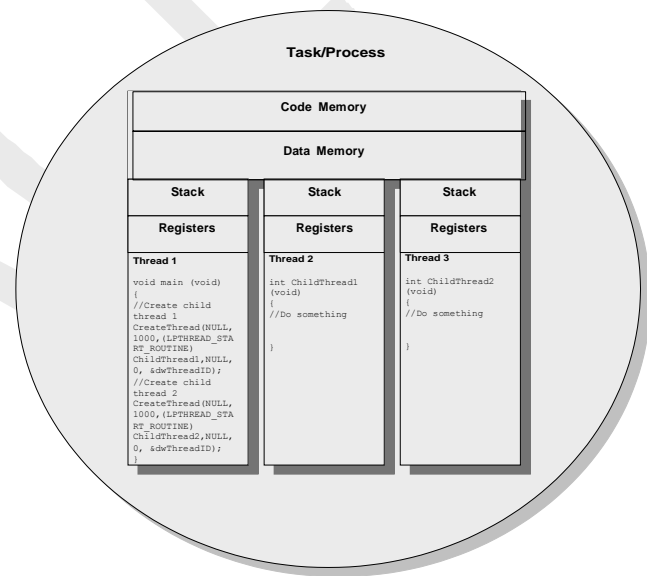 Task/Process
Code Memory
Data Memory
Stack
Registers
Thread 1
void main (void)
{
//Create child
thread 1
CreateThread(NULL,
1000,(LPTHREAD_STA
RT_ROUTINE)
ChildThread1,NULL,
0, &dwThreadID);
//Create child
thread 2
CreateThread(NULL,
1000,(LPTHREAD_STA
RT_ROUTINE)
ChildThread2,NULL,
0, &dwThreadID);
}
Stack
Registers
Thread 2
int ChildThread1
(void)
{
//Do something
}
Stack
Registers
Thread 3
int ChildThread2
(void)
{
//Do something
}